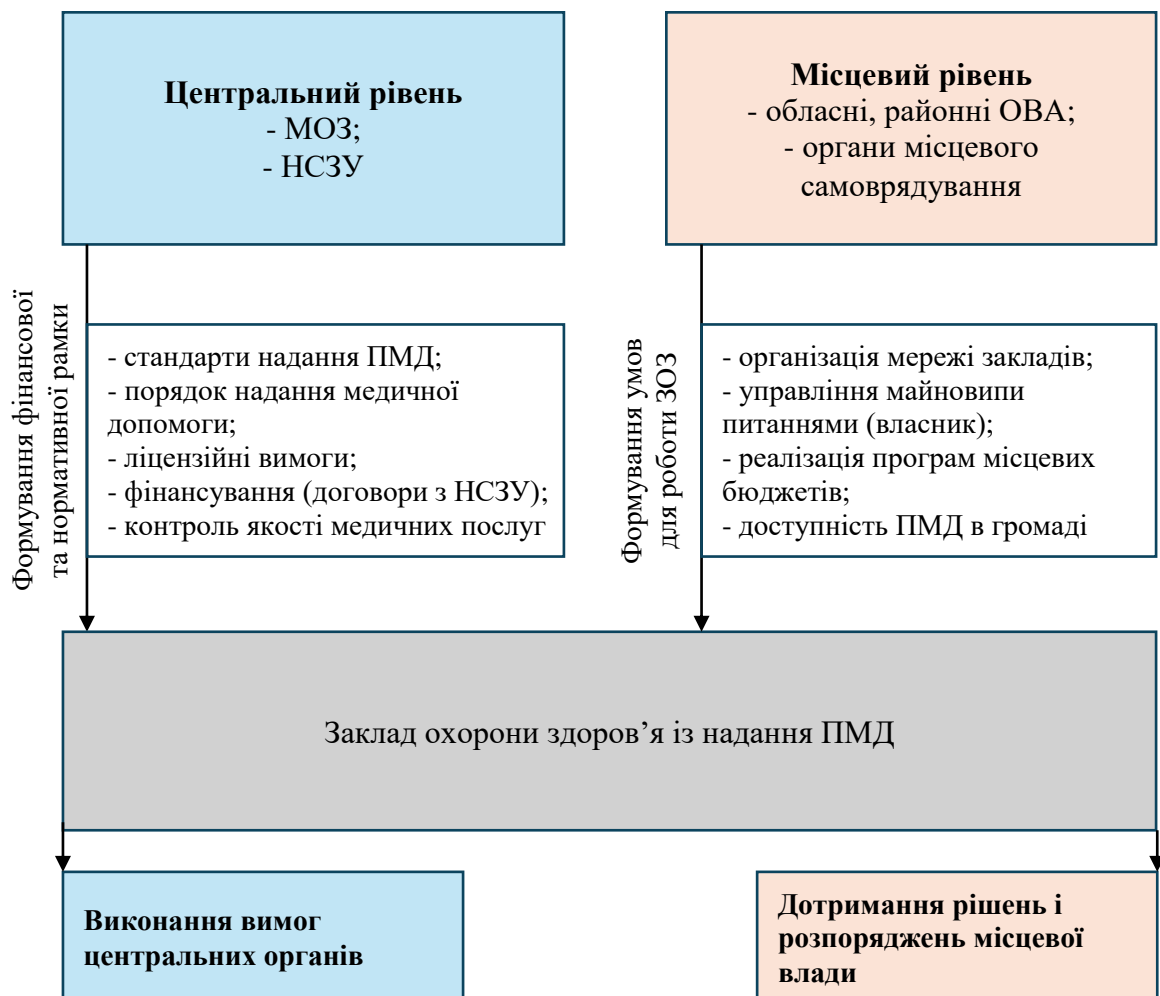 Центральний рівень
- МОЗ;
- НСЗУ
Місцевий рівень
- обласні, районні ОВА;
- органи місцевого
самоврядування
Формування фінансової
та нормативної рамки
- стандарти надання ПМД;
- порядок надання медичної
допомоги;
- ліцензійні вимоги;
- фінансування (договори з НСЗУ);
- контроль якості медичних послуг
Формування умов
для роботи ЗОЗ
- організація мережі закладів;
- управління майновипи
питаннями (власник);
- реалізація програм місцевих
бюджетів;
- доступність ПМД в громаді
Заклад охорони здоров’я із надання ПМД
Виконання вимог
центральних органів
Дотримання рішень і
розпоряджень місцевої
влади